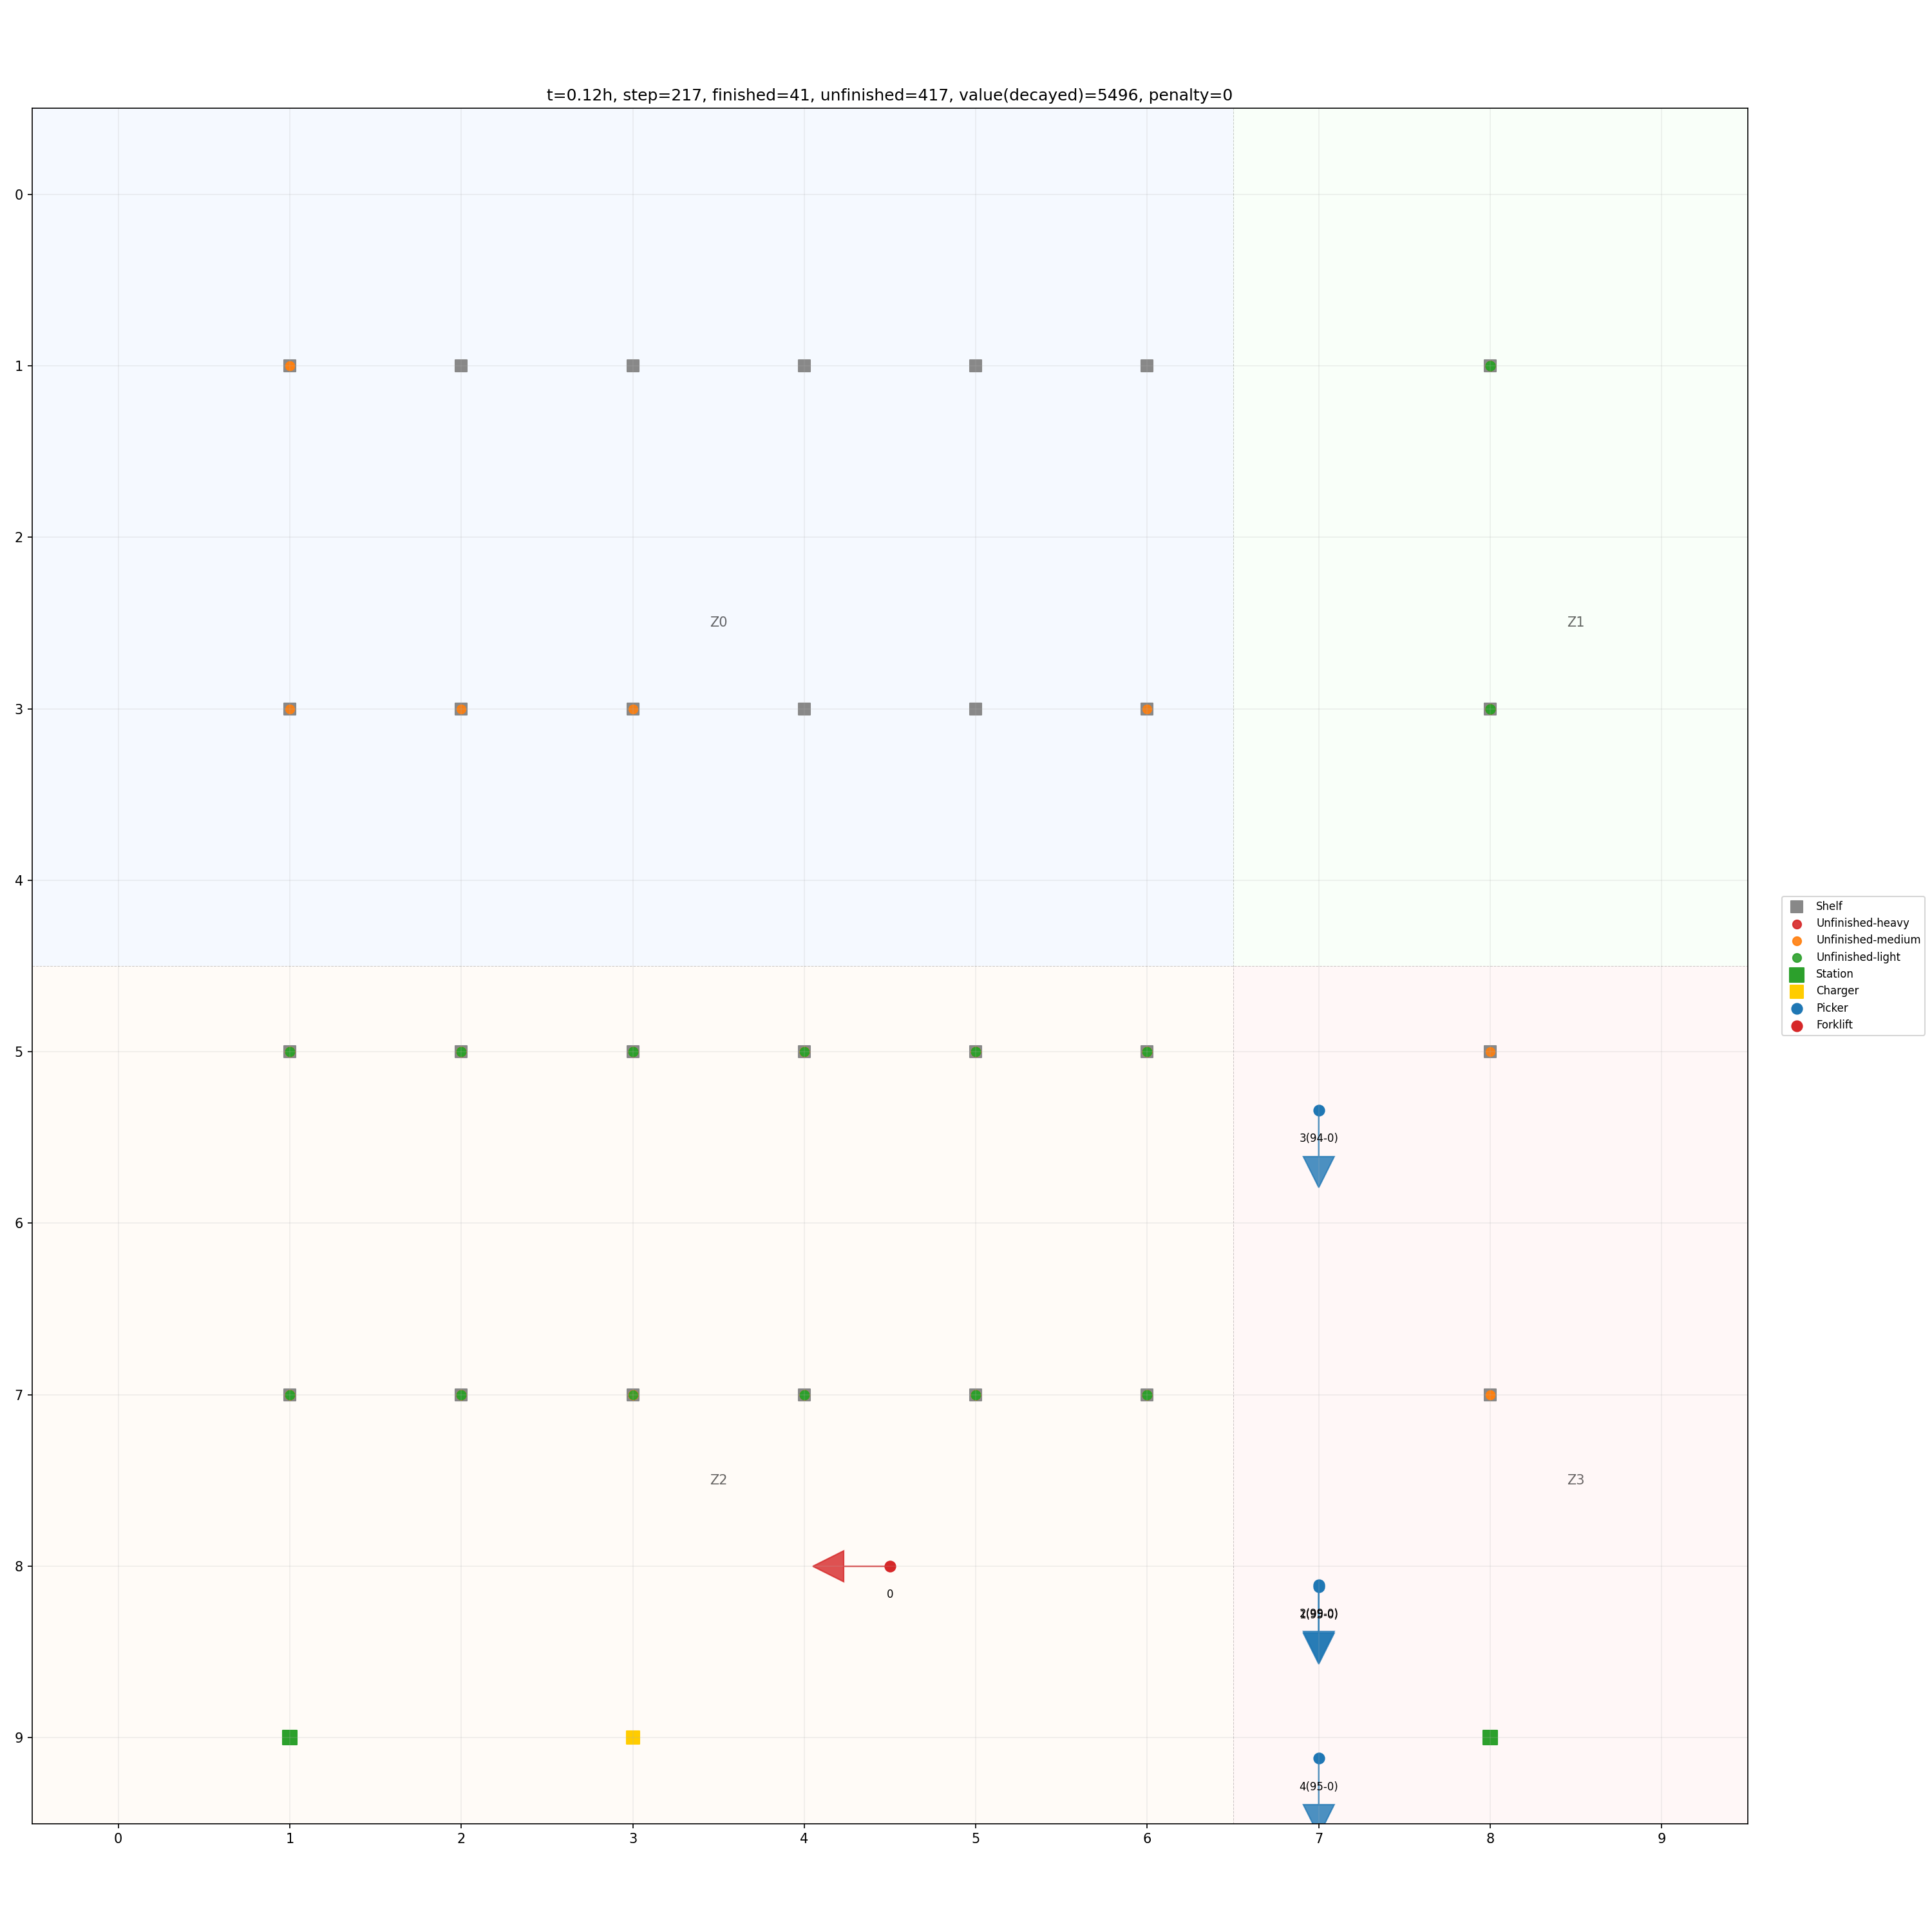 t=0.12h, step=217, finished=41, unfinished=417, value(decayed)=5496, penalty=0
0
1
2
Z0
Z1
3
4
Shelf
Unfinished-heavy
Unfinished-medium
Unfinished-light
Station
Charger
Picker
Forklift
5
3(94-0)
6
7
Z2
Z3
8
0
9
4(95-0)
0 1 2 3 4 5 6 7 8 9